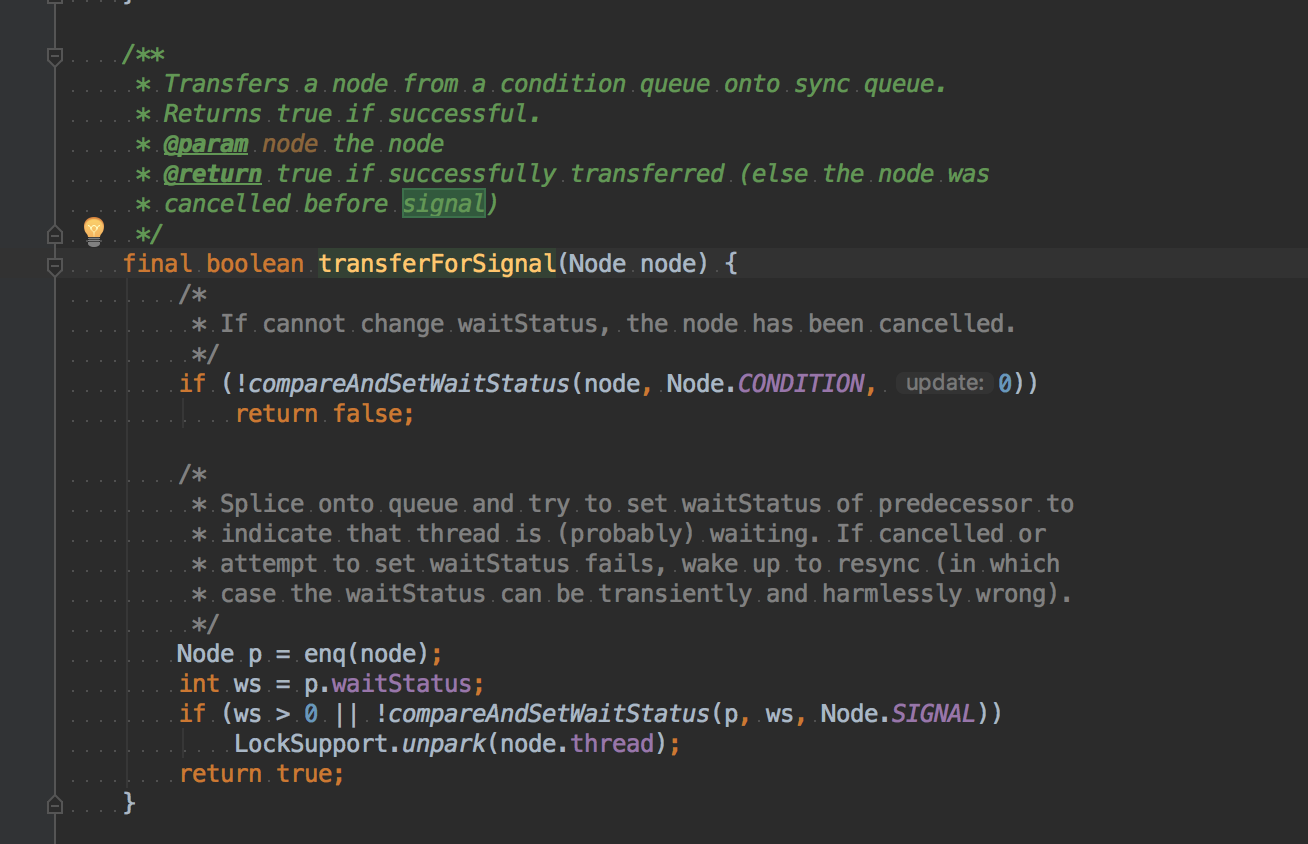 }
/**
* Transfers a node from a condition queue onto sync queue.
* Returns true if successful.
* @param node the node
* @return true if successfully transferred (else the node was
* cancelled before signal)
*/
final boolean transferForSignal(Node node) {
/*
* If cannot change waitStatus, the node has been cancelled.
*/
if (!compareAndSetWaitStatus(node, Node.CONDITION, update: 0))
return false;
/*
* Splice onto queue and try to set waitStatus of predecessor to
* indicate that thread is (probably) waiting. If cancelled or
* attempt to set waitStatus fails, wake up to resync (in which
* case the waitStatus can be transiently and harmlessly wrong).
*/
Node p = enq(node);
int ws = p.waitStatus;
if (ws > 0 || !compareAndSetWaitStatus(p, ws, Node.SIGNAL))
LockSupport.unpark(node.thread);
return true;
}